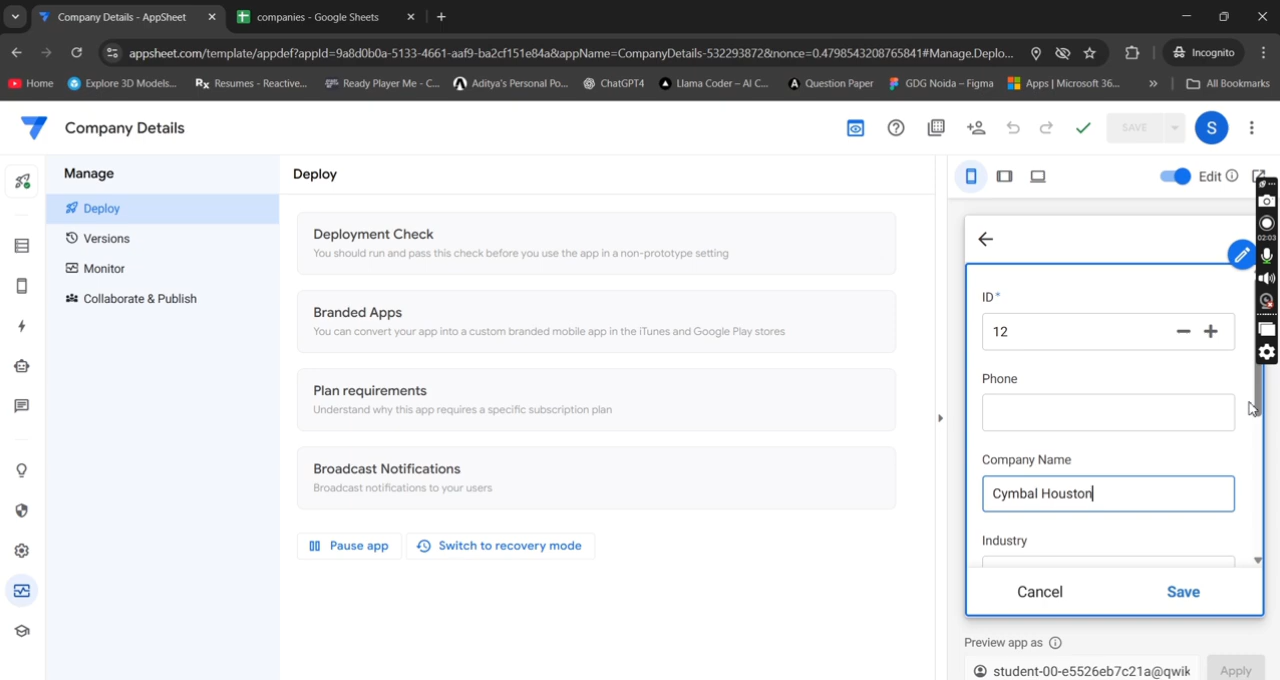 Company Details - AppSheet
companies - Google Sheets
appsheet.com/template/appdef?appId=9a8d0b0a-5133-4661-aaf9-ba2cf151e84a&appName=CompanyDetails-532293872&nonce=0.4798543208765841#Manage.Deplo...
Incognito
Home
Explore 3D Models...
Rx Resumes - Reactive...
Ready Player Me - C...
Aditya's Personal Po...
ChatGPT4
Llama Coder – AI C...
Question Paper
GDG Noida – Figma
Apps | Microsoft 36...
»
All Bookmarks
Company Details
SAVE
S
Manage
Deploy
Versions
Monitor
Collaborate & Publish
Deploy
Deployment Check
You should run and pass this check before you use the app in a non-prototype setting
Branded Apps
You can convert your app into a custom branded mobile app in the iTunes and Google Play stores
Plan requirements
Understand why this app requires a specific subscription plan
Broadcast Notifications
Broadcast notifications to your users
Pause app
Switch to recovery mode
Edit
02:03
ID*
12
Phone
Company Name
Cymbal Houston
Industry
Cancel
Save
Preview app as
student-00-e5526eb7c21a@qwik
Apply